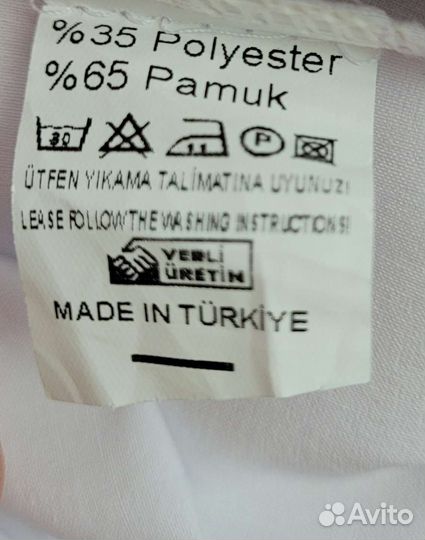 %35 Polyester
%65 Pamuk
30 P
ÜTFEN YIKAMA TALİMATINA UYUNUZ!
LEASE FOLLOW THE WASHING INSTRUCTIONS!
YERLİ
ÜRETİM
MADE IN TÜRKİYE
Avito